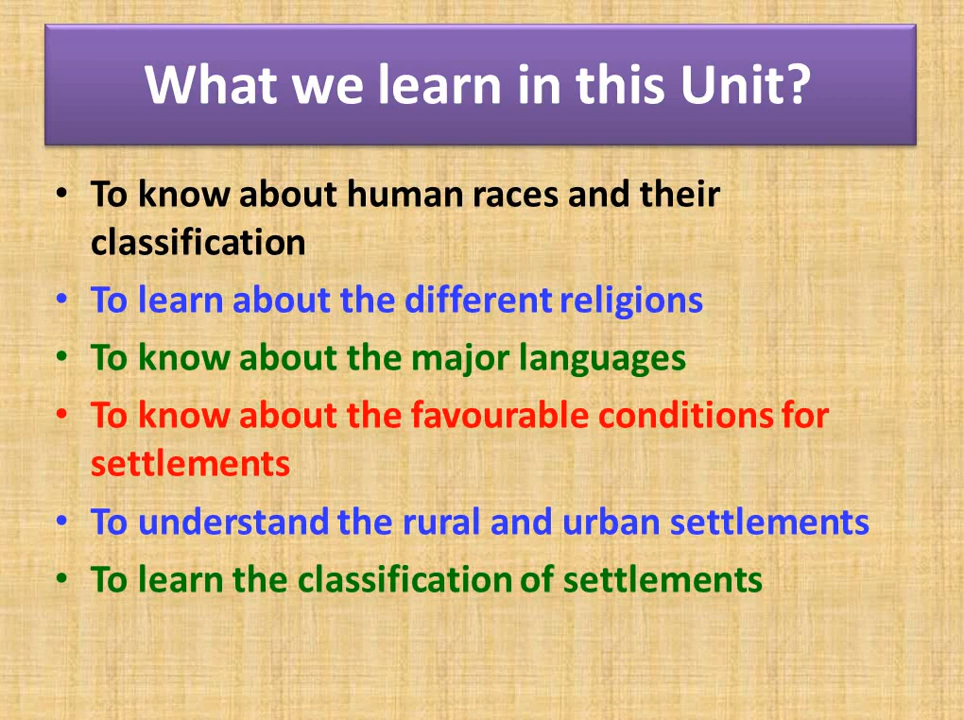 What we learn in this Unit?
• To know about human races and their
classification
• To learn about the different religions
• To know about the major languages
• To know about the favourable conditions for
settlements
• To understand the rural and urban settlements
• To learn the classification of settlements